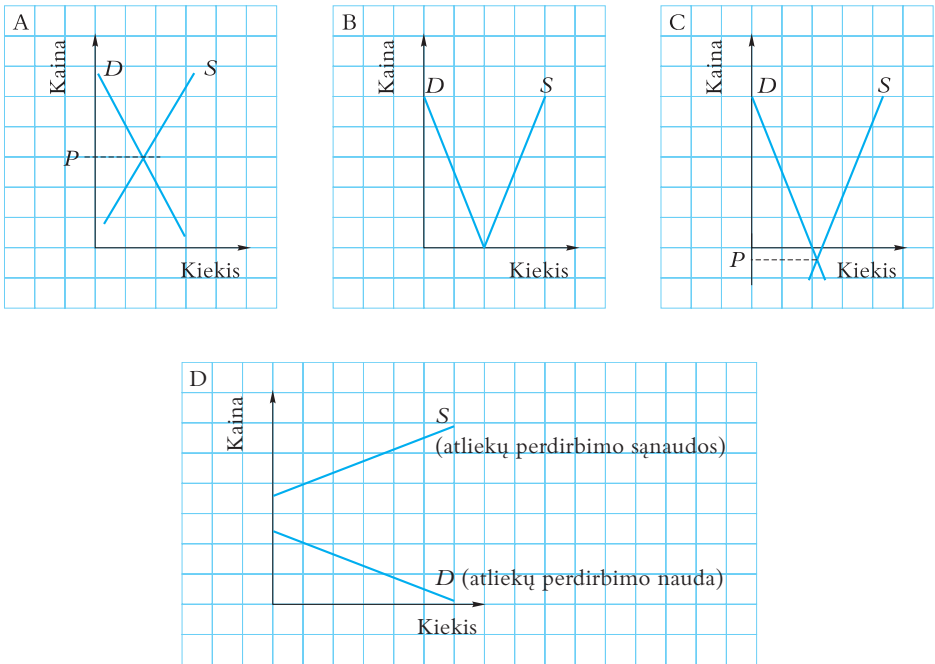 A
Kaina
D
S
P
Kiekis
B
Kaina
D
S
Kiekis
C
Kaina
D
S
P
Kiekis
D
Kaina
S
(atliekų perdirbimo sąnaudos)
D (atliekų perdirbimo nauda)
Kiekis